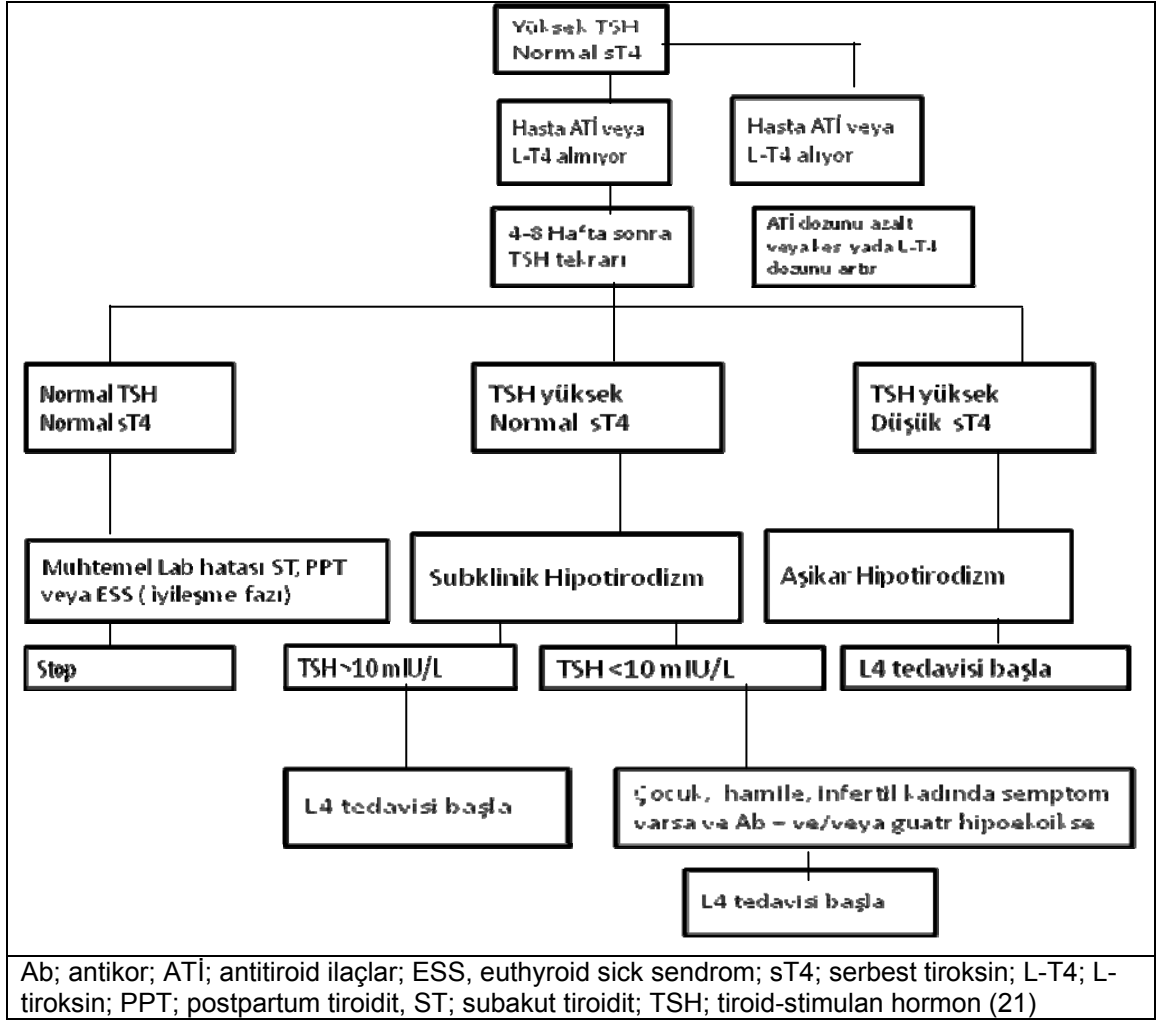 Yüksek TSH
Normal sT4
Hasta ATİ veya
L-T4 almıyor
Hasta ATİ veya
L-T4 alıyor
4-8 Hafta sonra
TSH tekrarı
ATİ dozunu azalt
veya kes yada L-T4
dozunu artır
Normal TSH
Normal sT4
TSH yüksek
Normal sT4
TSH yüksek
Düşük sT4
Muhtemel Lab hatası ST, PPT
veya ESS ( iyileşme fazı)
Subklinik Hipotirodizm
Aşikar Hipotirodizm
Stop
TSH>10 mIU/L
TSH <10 mIU/L
L4 tedavisi başla
L4 tedavisi başla
Çocuk, hamile, infertil kadında semptom
varsa ve Ab – ve/veya guatr hipoekoik se
L4 tedavisi başla
Ab; antikor; ATİ; antitiroid ilaçlar; ESS, euthyroid sick sendrom; sT4; serbest tiroksin; L-T4; L-
tiroksin; PPT; postpartum tiroidit, ST; subakut tiroidit; TSH; tiroid-stimulan hormon (21)